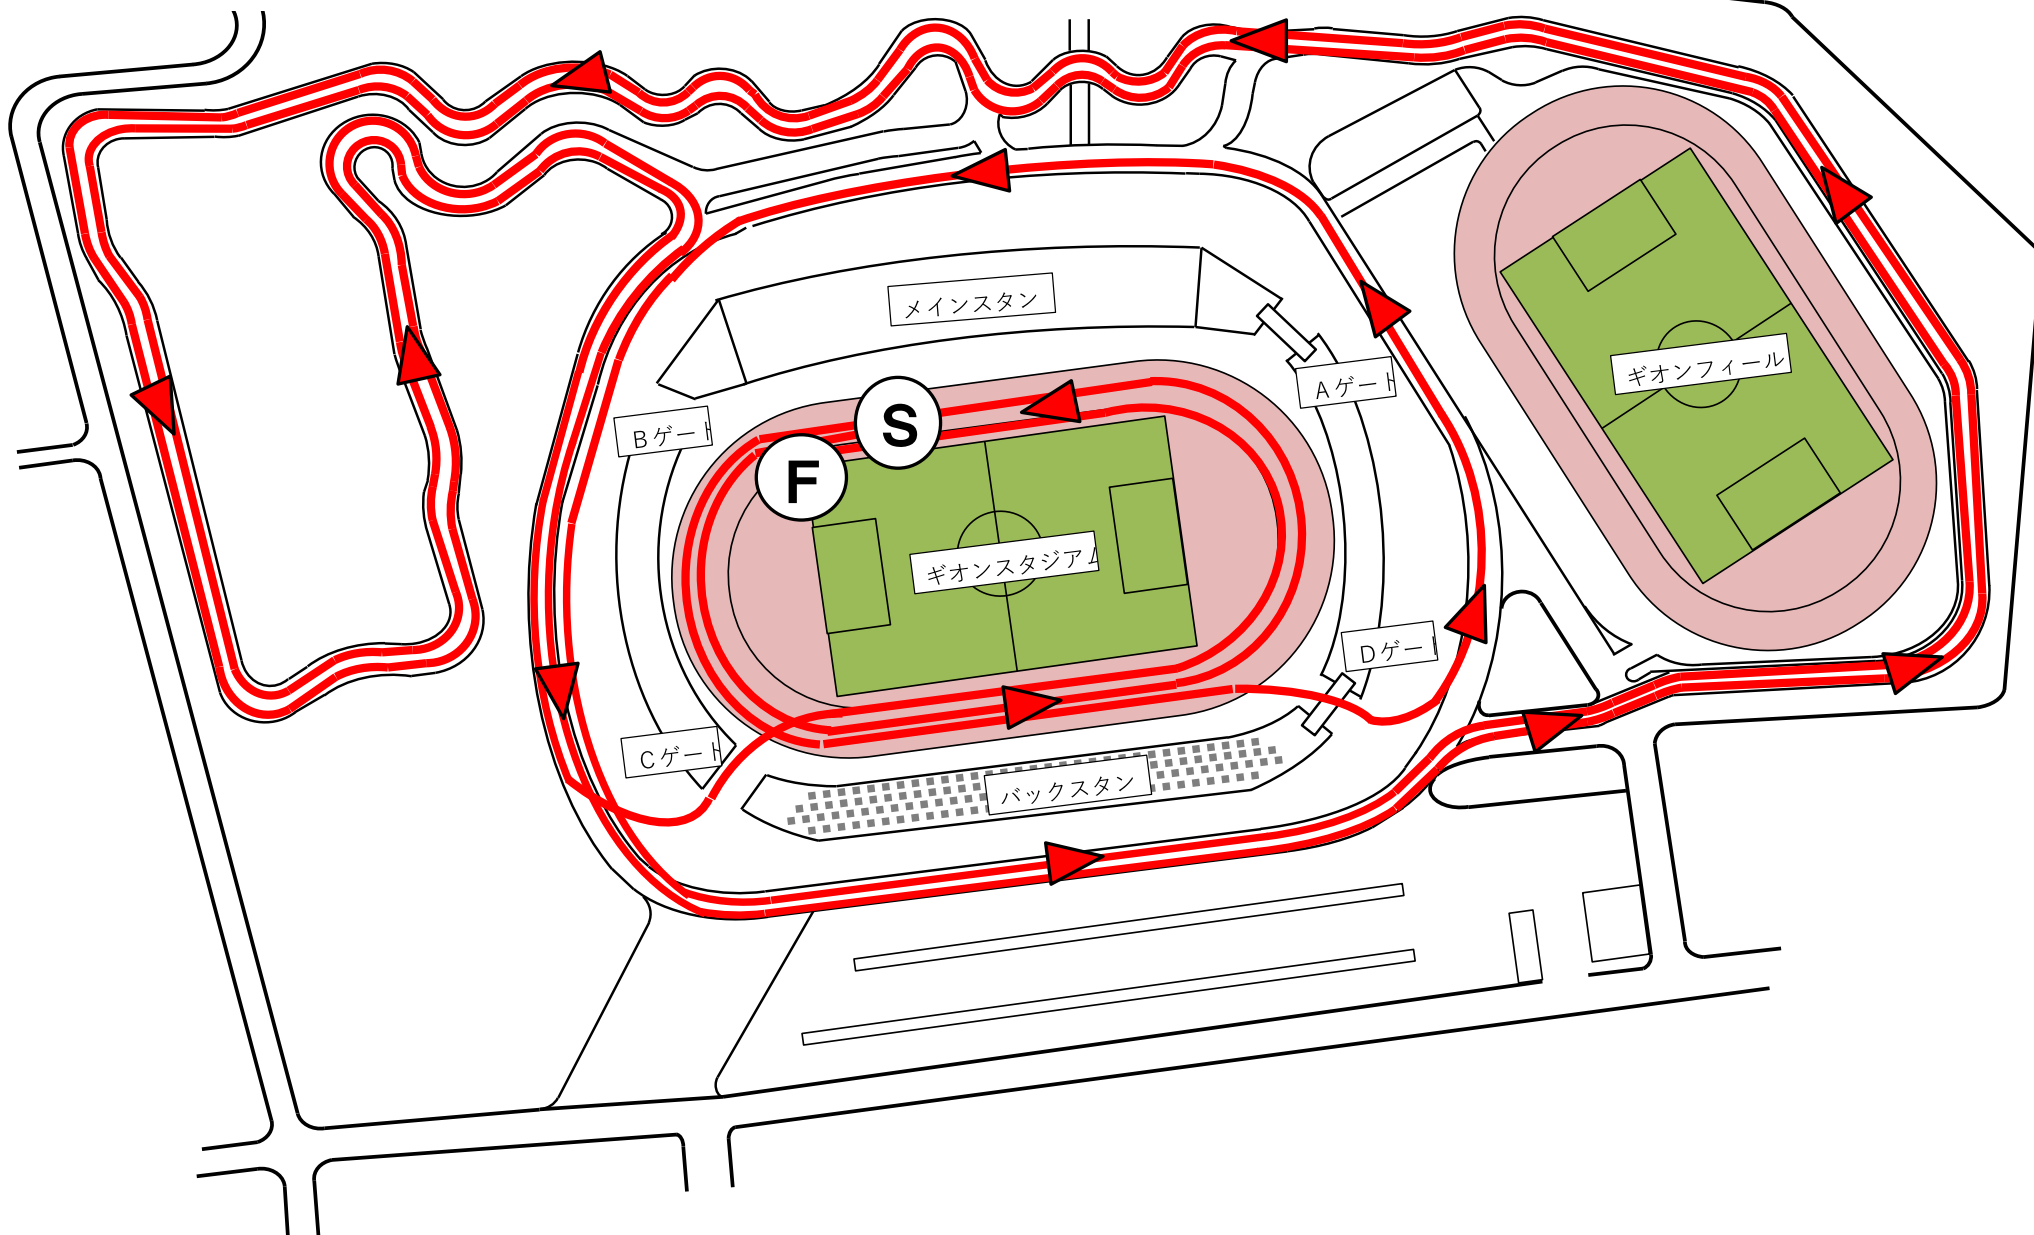 メインスタン
Aゲート
ギオンフィール
Bゲート
S
F
ギオンスタジアム
Dゲート
Cゲート
バックスタン